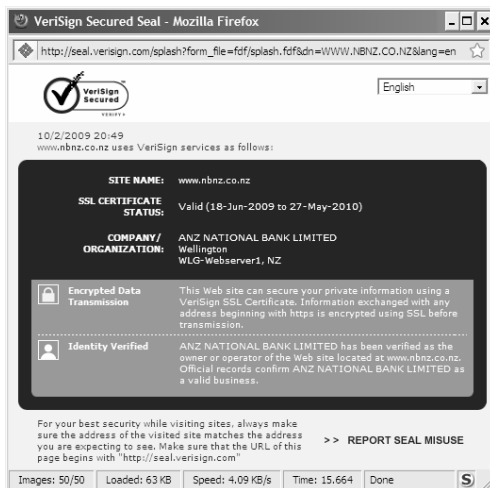 VeriSign Secured Seal - Mozilla Firefox
http://seal.verisign.com/splash?form_file=fdf/splash.fdf&dn=WWW.NBNZ.CO.NZ&lang=en
VeriSign
Secured
VERIFY
English
10/2/2009 20:49
www.nbnz.co.nz uses VeriSign services as follows:
SITE NAME: www.nbnz.co.nz
SSL CERTIFICATE
STATUS: Valid (18-Jun-2009 to 27-May-2010)
COMPANY/ ANZ NATIONAL BANK LIMITED
ORGANIZATION: Wellington
WLG-Webserver1, NZ
Encrypted Data This Web site can secure your private information using a
Transmission VeriSign SSL Certificate. Information exchanged with any
address beginning with https is encrypted using SSL before
transmission.
Identity Verified ANZ NATIONAL BANK LIMITED has been verified as the
owner or operator of the Web site located at www.nbnz.co.nz.
Official records confirm ANZ NATIONAL BANK LIMITED as
a valid business.
For your best security while
visiting sites, always make
sure the address of the visited
site matches the address
you are expecting to see. Make sure that the URL of this
page begins with "http://seal.verisign.com"
>> REPORT SEAL MISUSE
Images: 50/50 Loaded: 63 KB Speed: 4.09 KB/s Time: 15.664 Done S